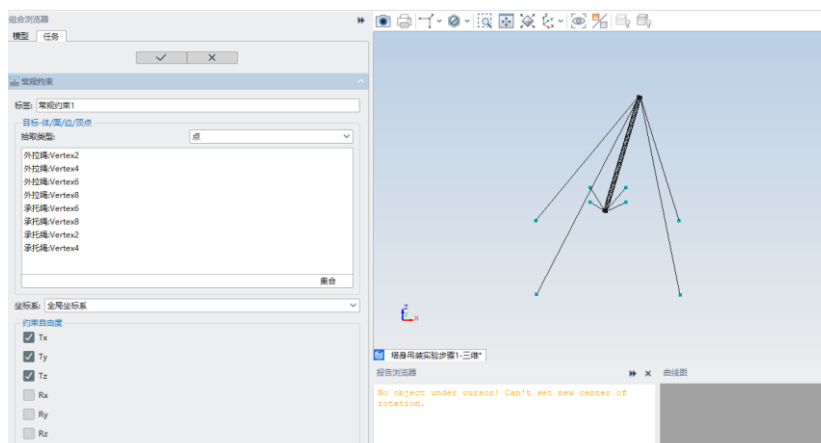 组合浏览器
模型 任务
常规约束
标签: 常规约束1
目标-体/面/边/顶点
拾取类型: 点
外拉绳:Vertex2
外拉绳:Vertex4
外拉绳:Vertex6
外拉绳:Vertex8
承托绳:Vertex6
承托绳:Vertex8
承托绳:Vertex2
承托绳:Vertex4
集合
坐标系: 全局坐标系
约束自由度
Tx
Ty
Tz
Rx
Ry
Rz
Z
X
塔身吊装实验步骤1-三维*
报告浏览器
曲线图
No object under cursor! Can't set new center of
rotation.